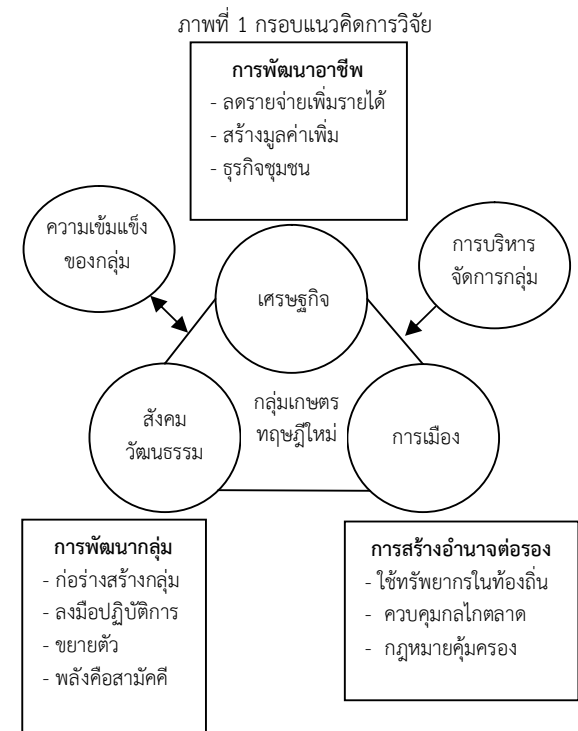 ภาพที่ 1 กรอบแนวคิดการวิจัย
การพัฒนาอาชีพ
- ลดรายจ่ายเพิ่มรายได้
- สร้างมูลค่าเพิ่ม
- ธุรกิจชุมชน
ความเข้มแข็ง
ของกลุ่ม
การบริหาร
จัดการกลุ่ม
เศรษฐกิจ
สังคม
วัฒนธรรม
กลุ่มเกษตร
ทฤษฎีใหม่
การเมือง
การพัฒนากลุ่ม
- ก่อร่างสร้างกลุ่ม
- ลงมือปฏิบัติการ
- ขยายตัว
- พลังคือสามัคคี
การสร้างอำนาจต่อรอง
- ใช้ทรัพยากรในท้องถิ่น
- ควบคุมกลไกตลาด
- กฎหมายคุ้มครอง